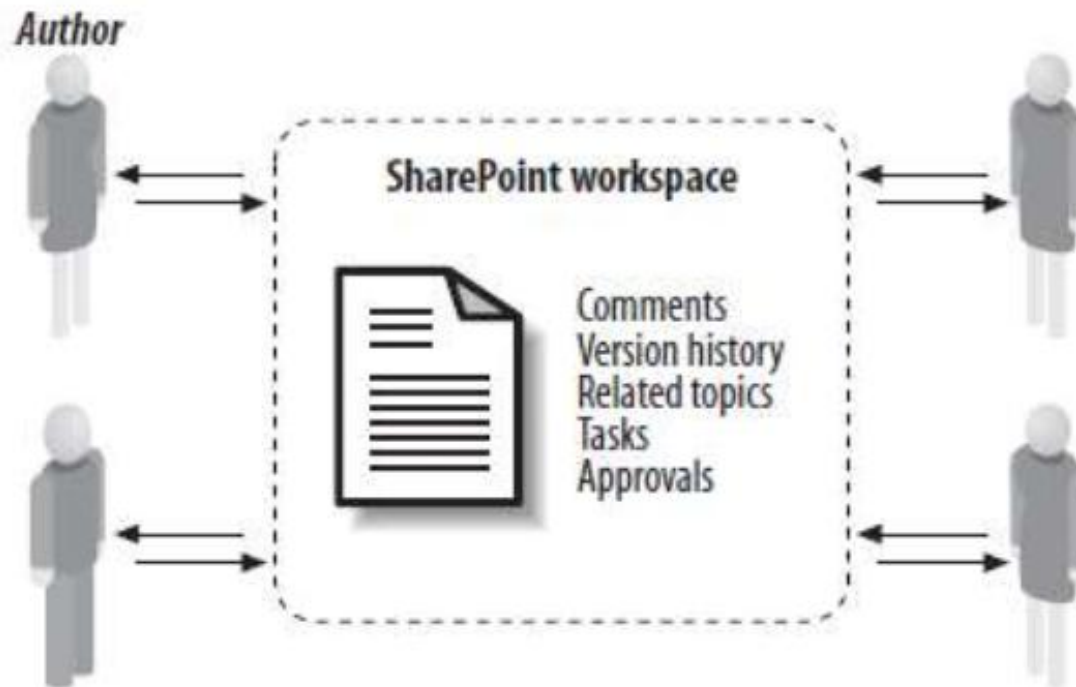 Author
SharePoint workspace
Comments
Version history
Related topics
Tasks
Approvals